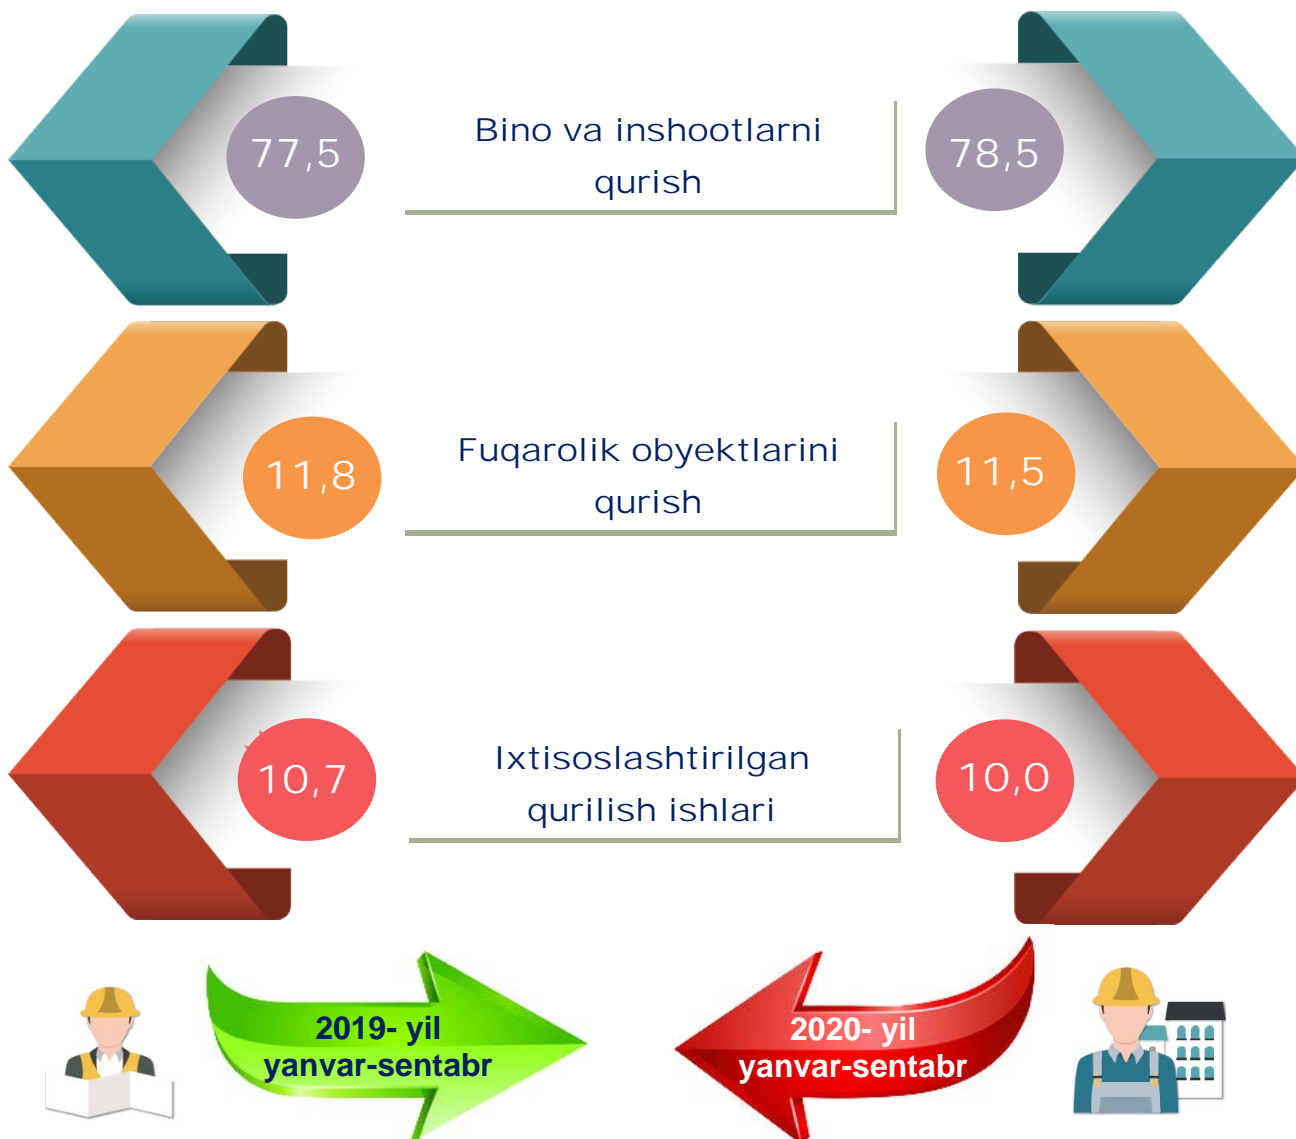 77,5
Bino va inshootlarni
qurish
78,5
11,8
Fuqarolik obyektlarini
qurish
11,5
10,7
Ixtisoslashtirilgan
qurilish ishlari
10,0
2019- yil
yanvar-sentabr
2020- yil
yanvar-sentabr